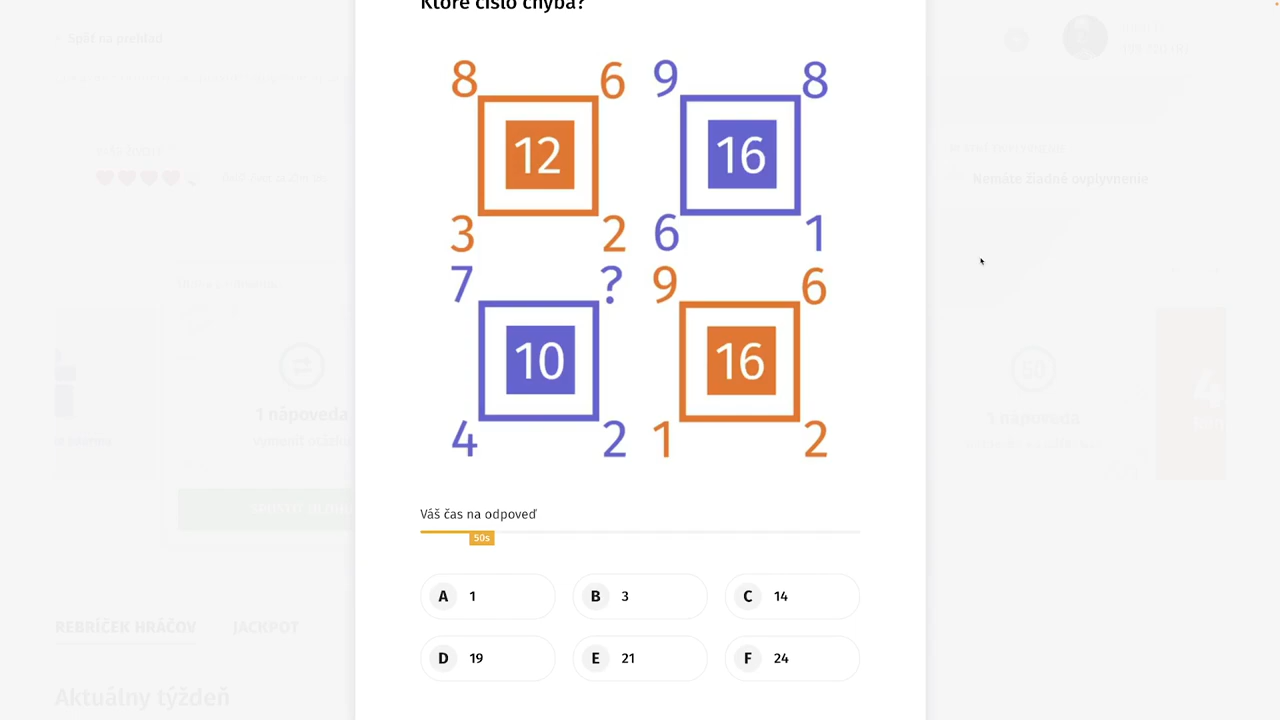 Ktoré číslo chýba?
Späť na prehľad
8 6 9 8
12 16
3 2 6 1
7 ? 9 6
10 16
4 2 1 2
Nemáte žiadné ovplyvnenie
1 nápoveda
50
1 nápoveda
Váš čas na odpoveď
50s
A 1
B 3
C 14
D 19
E 21
F 24
REBRÍČEK HRÁČOV
JACKPOT
Aktuálny týždeň